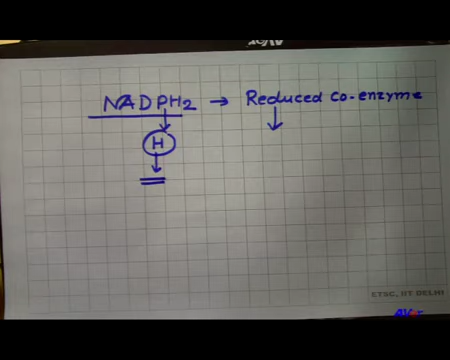 NADPH2 → Reduced co-enzyme
H
ETSC, IIT DELHI